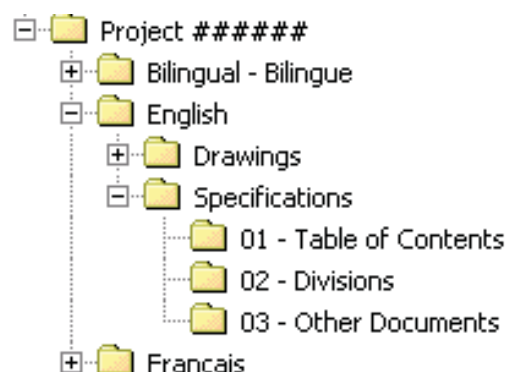 Project ######
Bilingual - Bilingue
English
Drawings
Specifications
01 - Table of Contents
02 - Divisions
03 - Other Documents
Francais